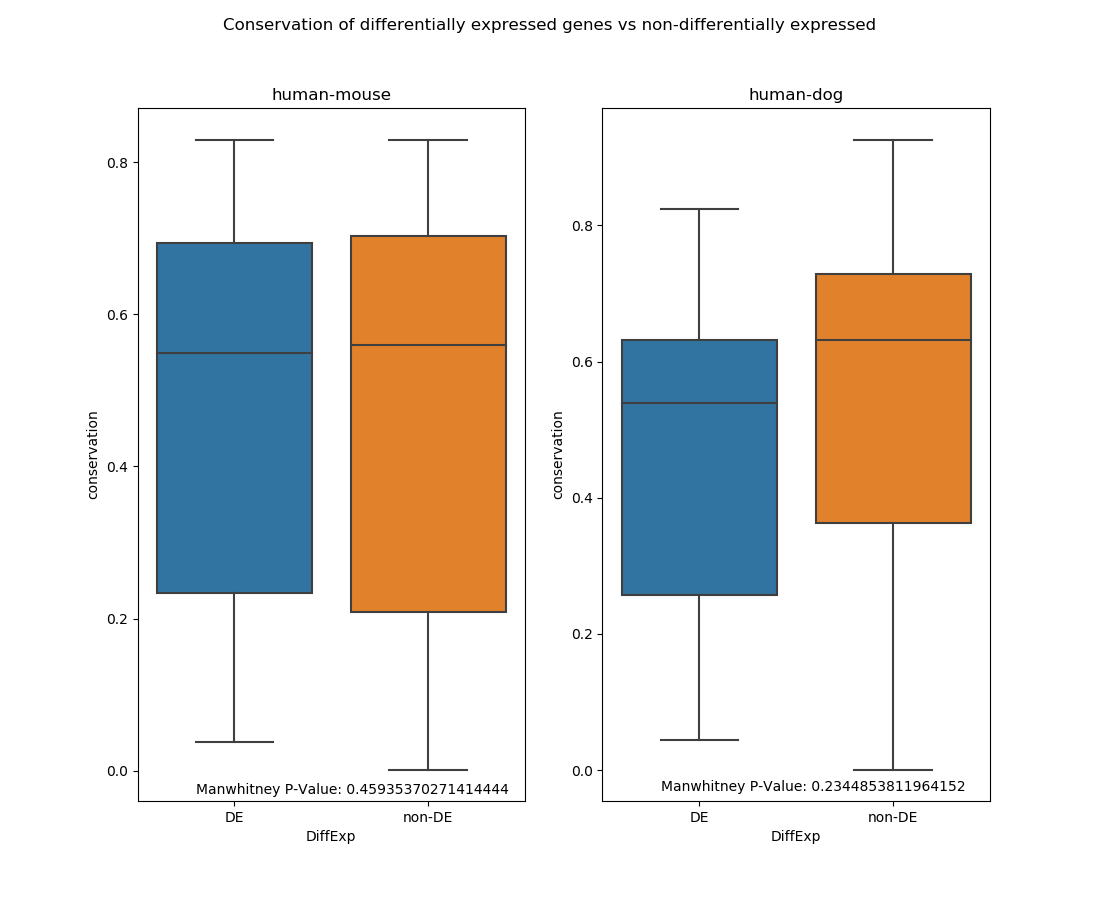 Conservation of differentially expressed genes vs non-differentially expressed
human-mouse
conservation
0.8
0.6
0.4
0.2
0.0
Manwhitney P-Value: 0.45935370271414444
DE
non-DE
DiffExp
human-dog
conservation
0.8
0.6
0.4
0.2
0.0
Manwhitney P-Value: 0.2344853811964152
DE
non-DE
DiffExp